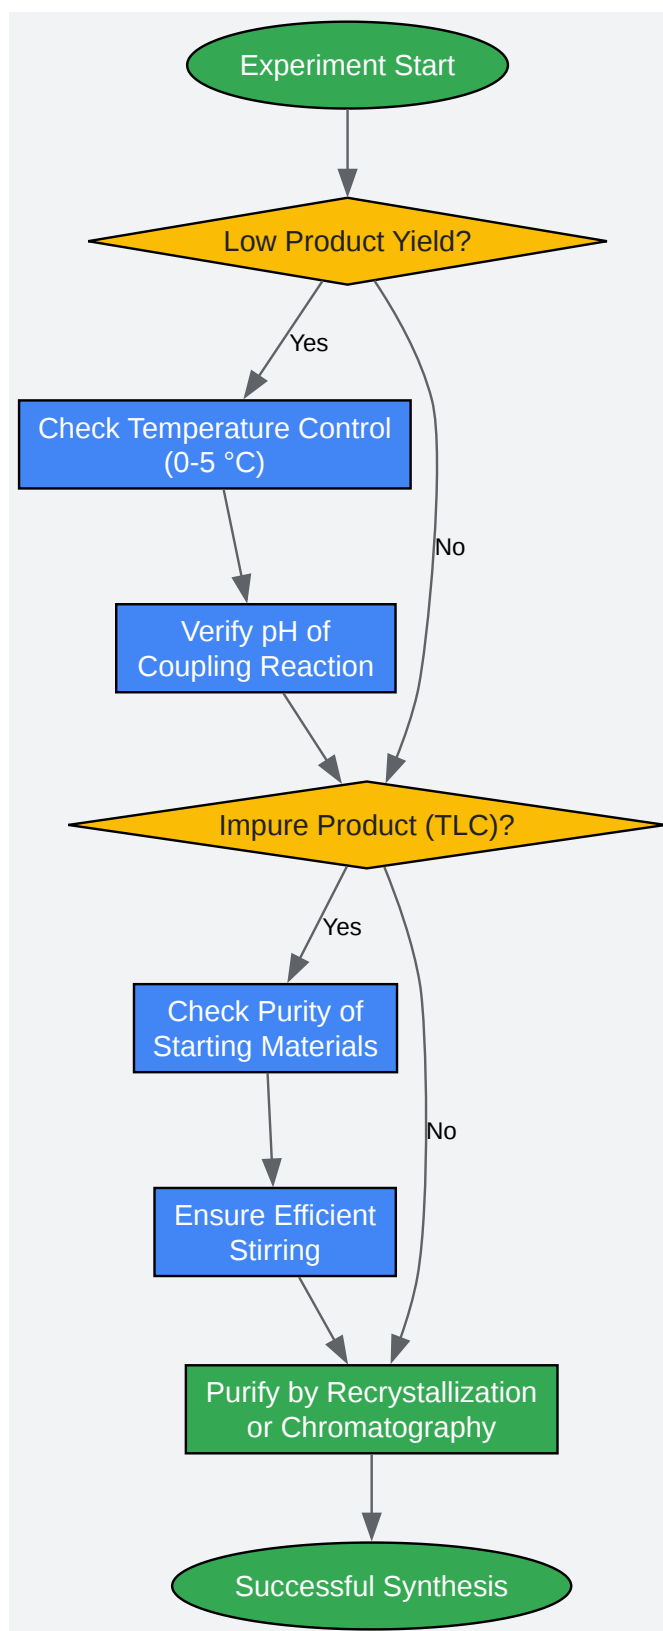 Experiment Start
Low Product Yield?
Yes
Check Temperature Control
(0-5 °C)
No
Verify pH of
Coupling Reaction
Impure Product (TLC)?
Yes
Check Purity of
Starting Materials
No
Ensure Efficient
Stirring
Purify by Recrystallization
or Chromatography
Successful Synthesis